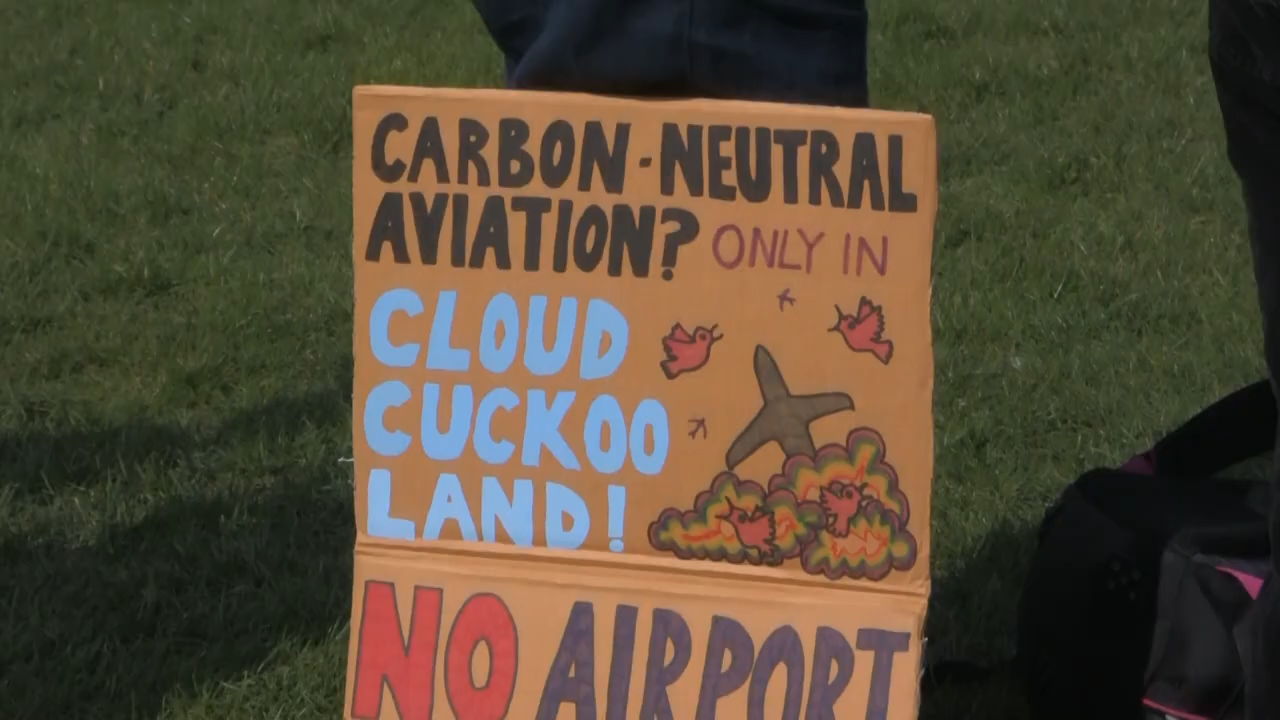 CARBON-NEUTRAL
AVIATION? ONLY IN
CLOUD
CUCKOO
LAND!
NO AIRPORT